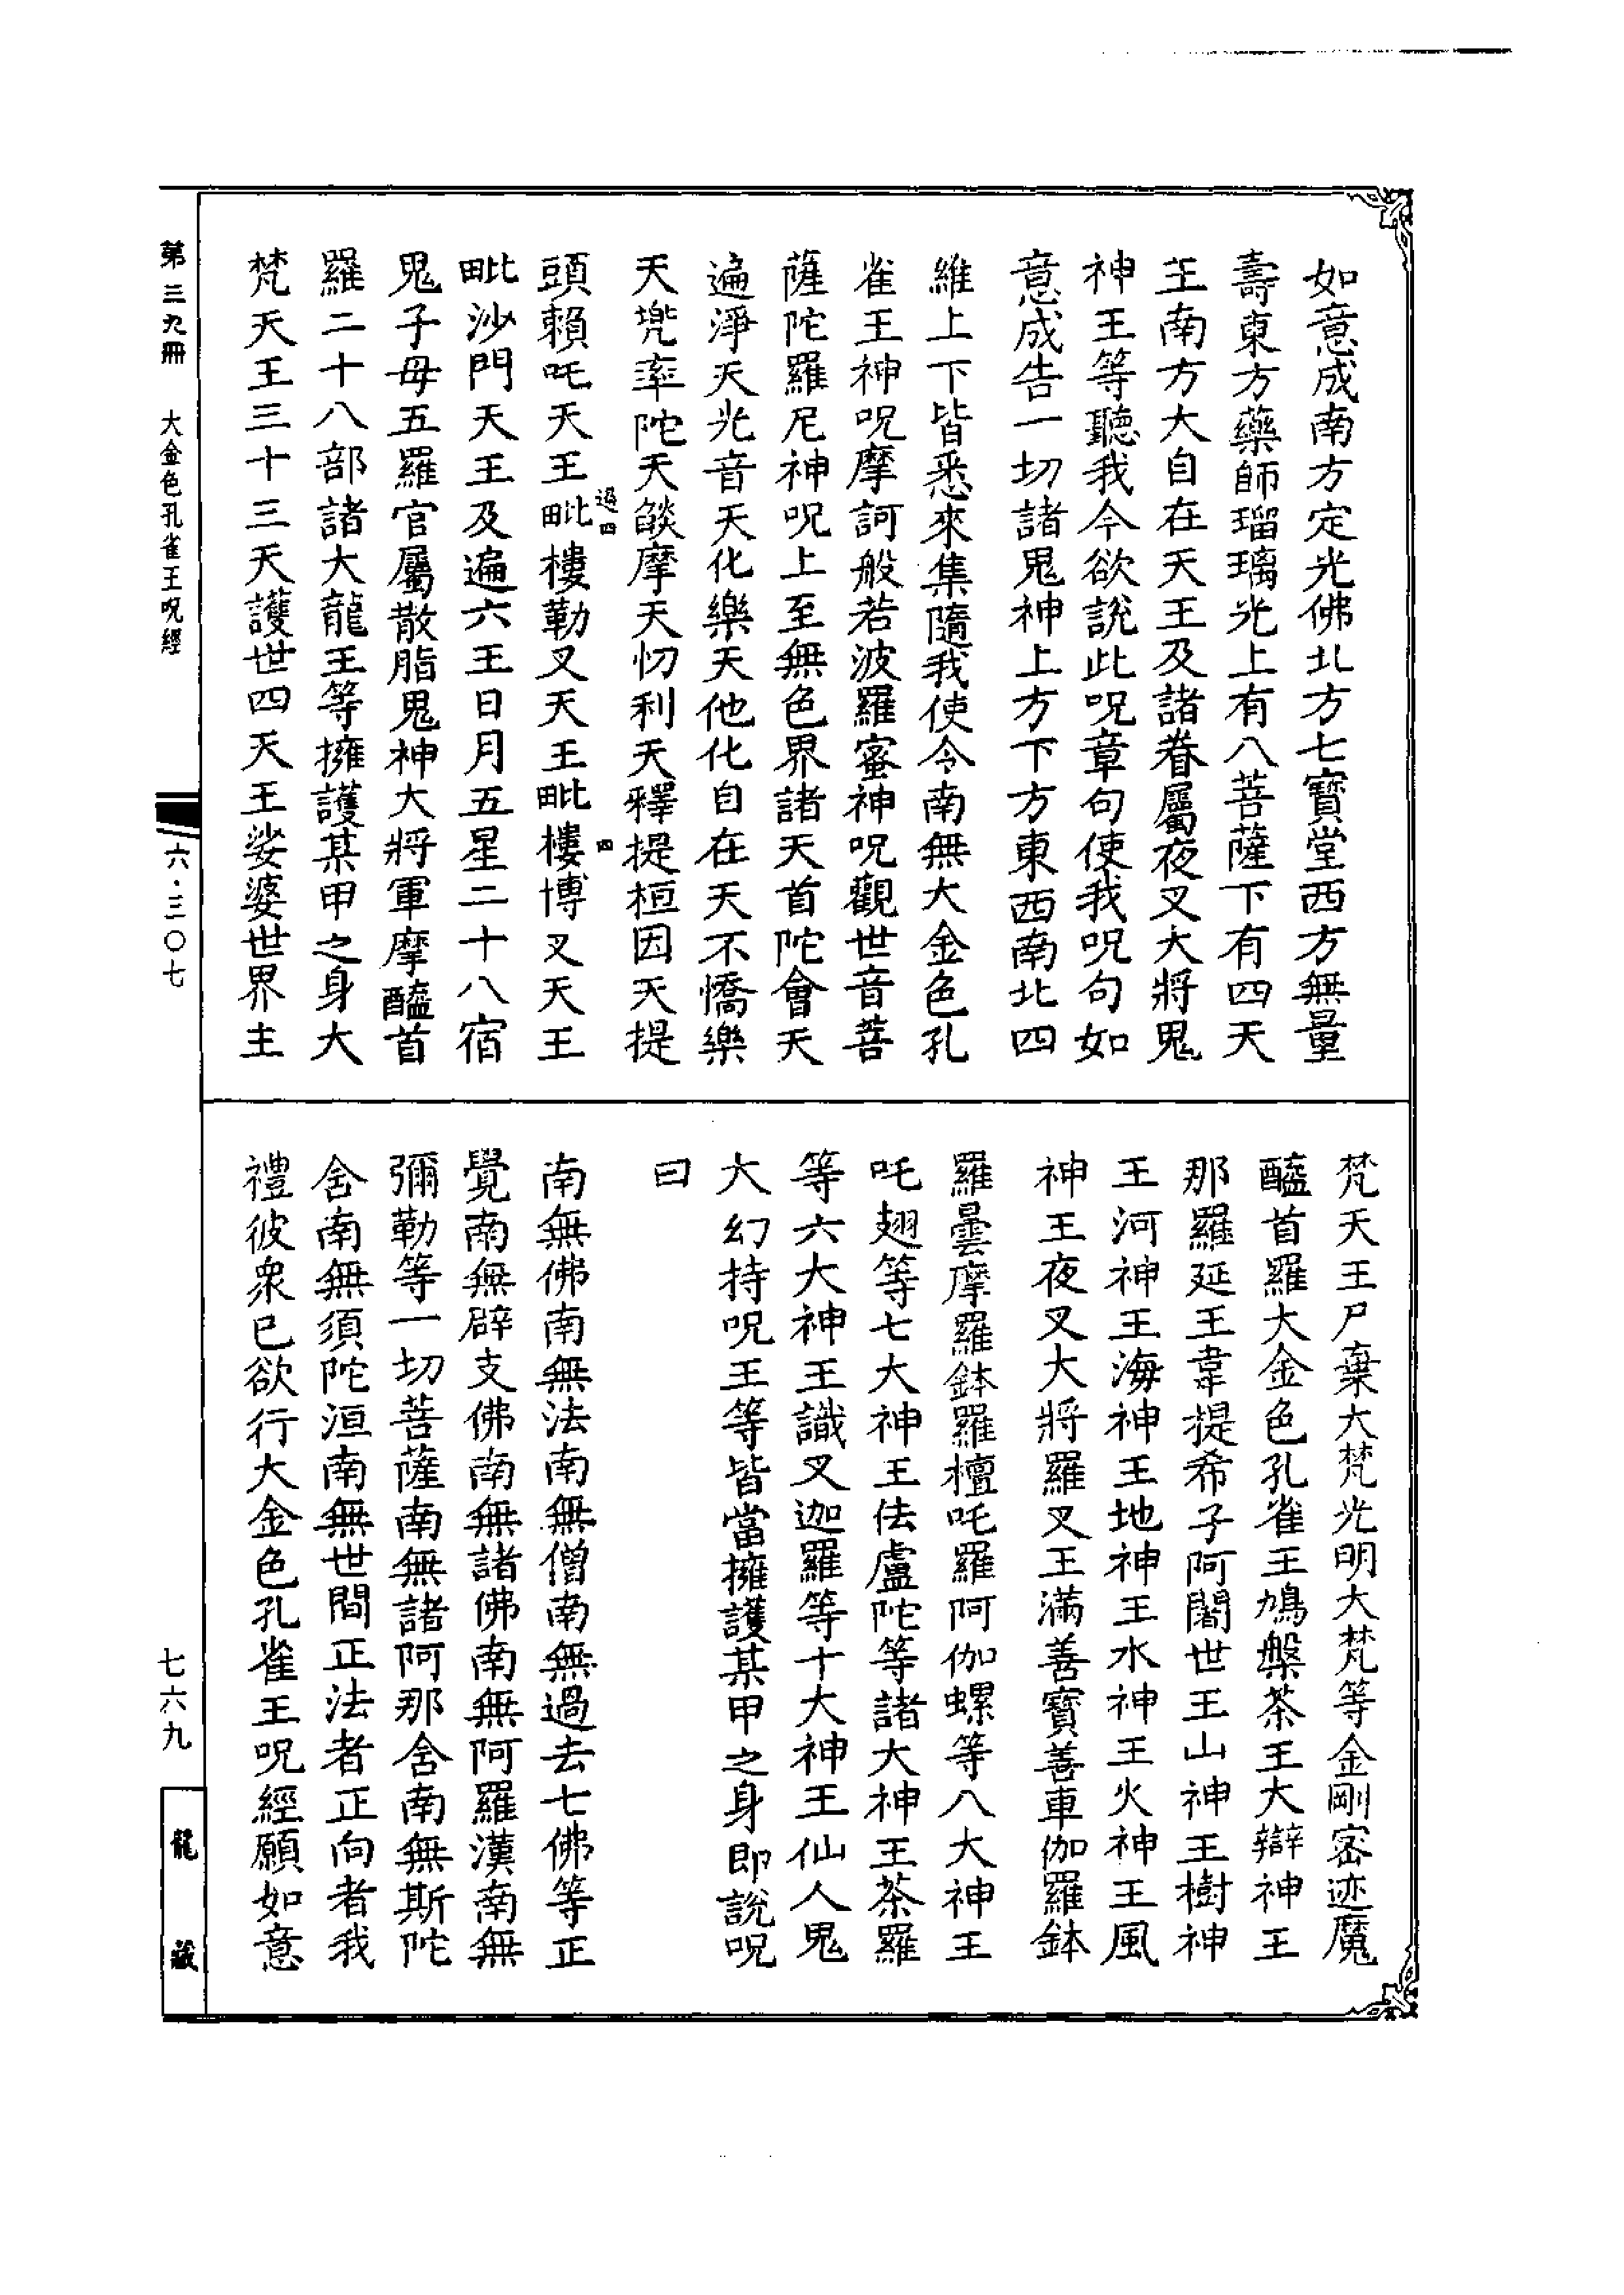 如意成南方定光佛北方七寶堂西方無量
壽東方藥師瑠璃光上有八菩薩下有四天
王南方大自在天王及諸眷屬夜叉大將鬼
神王等聽我今欲說此呪章句使我呪句如
意成告一切諸鬼神上方下方東西南北四
維上下皆悉來集隨我使令南無大金色孔
雀王神呪摩訶般若波羅蜜神呪觀世音菩
薩陀羅尼神呪上至無色界諸天首陀會天
遍淨天光音天化樂天他化自在天不憍樂
天兠率陀天燄摩天忉利天釋提桓因天提
頭賴吒天王毗樓勒叉天王毗樓博叉天王
毗沙門天王及遍六王日月五星二十八宿
鬼子母五羅官屬散脂鬼神大將軍摩醯首
羅二十八部諸大龍王等擁護某甲之身大
梵天王三十三天護世四天王娑婆世界主
梵天王尸棄大梵光明大梵等金剛密迹魔
醯首羅大金色孔雀王鳩槃茶王大辯神王
那羅延王韋提希子阿闍世王山神王樹神
王河神王海神王地神王水神王火神王風
神王夜叉大將羅叉王滿善寶善車伽羅鉢
羅曇摩羅鉢羅檀吒羅阿伽螺等八大神王
吒翅等七大神王佉盧陀等諸大神王茶羅
等六大神王識叉迦羅等十大神王仙人鬼
大幻持呪王等皆當擁護某甲之身即說呪
曰
南無佛南無法南無僧南無過去七佛等正
覺南無辟支佛南無諸佛南無阿羅漢南無
彌勒等一切菩薩南無諸阿那含南無斯陀
含南無須陀洹南無世間正法者正向者我
禮彼衆已欲行大金色孔雀王呪經願如意
第三九冊 大金色孔雀王呪經
六·三〇七
七六九
龍藏